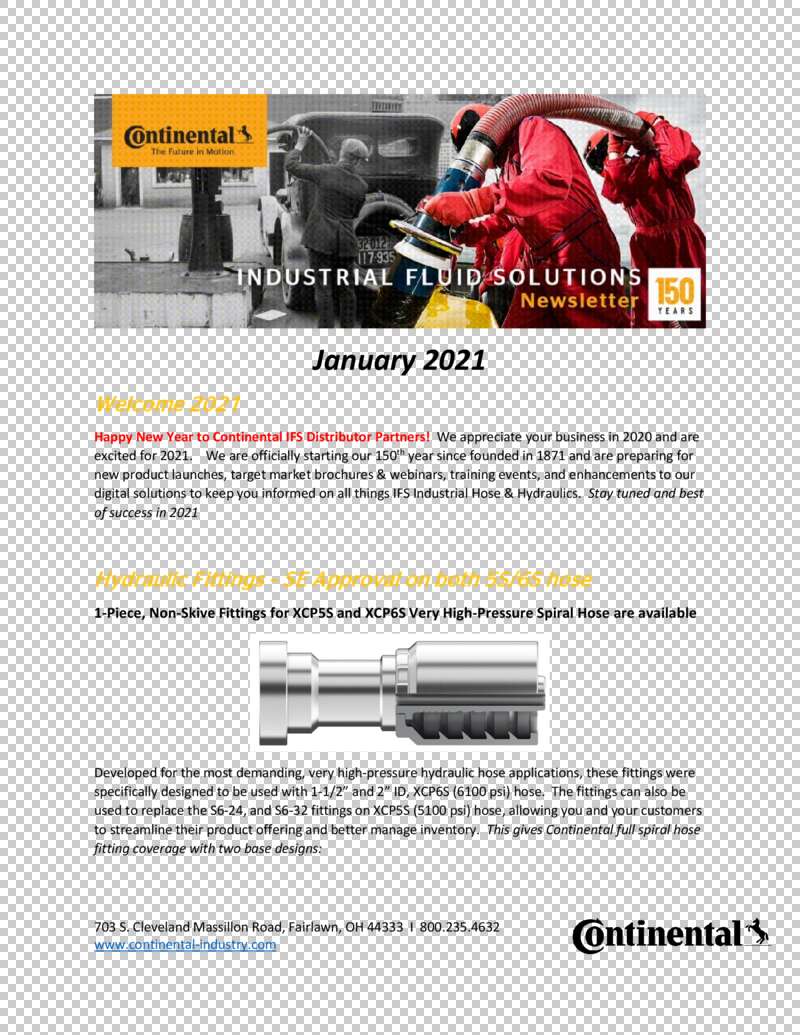 Continental
The Future in Motion
32-012
117-935
INDUSTRIAL FLUID SOLUTIONS
Newsletter
150
YEARS
January 2021
Welcome 2021
Happy New Year to Continental IFS Distributor Partners!  We appreciate your business in 2020 and are
excited for 2021.    We are officially starting our 150th year since founded in 1871 and are preparing for
new product launches, target market brochures & webinars, training events, and enhancements to our
digital solutions to keep you informed on all things IFS Industrial Hose & Hydraulics.  Stay tuned and best
of success in 2021
Hydraulic Fittings - SE Approval on both 5S/6S hose
1-Piece, Non-Skive Fittings for XCP5S and XCP6S Very High-Pressure Spiral Hose are available
Developed for the most demanding, very high-pressure hydraulic hose applications, these fittings were
specifically designed to be used with 1-1/2” and 2” ID, XCP6S (6100 psi) hose.  The fittings can also be
used to replace the S6-24, and S6-32 fittings on XCP5S (5100 psi) hose, allowing you and your customers
to streamline their product offering and better manage inventory.  This gives Continental full spiral hose
fitting coverage with two base designs:
703 S. Cleveland Massillon Road, Fairlawn, OH 44333  I  800.235.4632
www.continental-industry.com
Continental